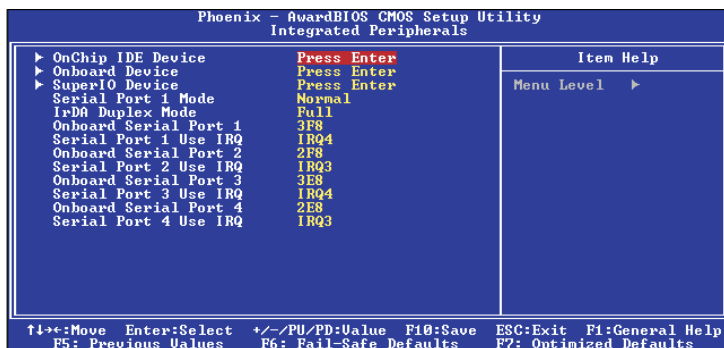 Phoenix - AwardBIOS CMOS Setup Utility
Integrated Peripherals
► OnChip IDE Device Press Enter
► Onboard Device Press Enter
► SuperIO Device Press Enter
Serial Port 1 Mode Normal
IrDA Duplex Mode Full
Onboard Serial Port 1 3F8
Serial Port 1 Use IRQ IRQ4
Onboard Serial Port 2 2F8
Serial Port 2 Use IRQ IRQ3
Onboard Serial Port 3 3E8
Serial Port 3 Use IRQ IRQ4
Onboard Serial Port 4 2E8
Serial Port 4 Use IRQ IRQ3
Item Help
Menu Level ►
↑↓→←:Move Enter:Select +/-/PU/PD:Value F10:Save ESC:Exit F1:General Help
F5: Previous Values F6: Fail-Safe Defaults F7: Optimized Defaults